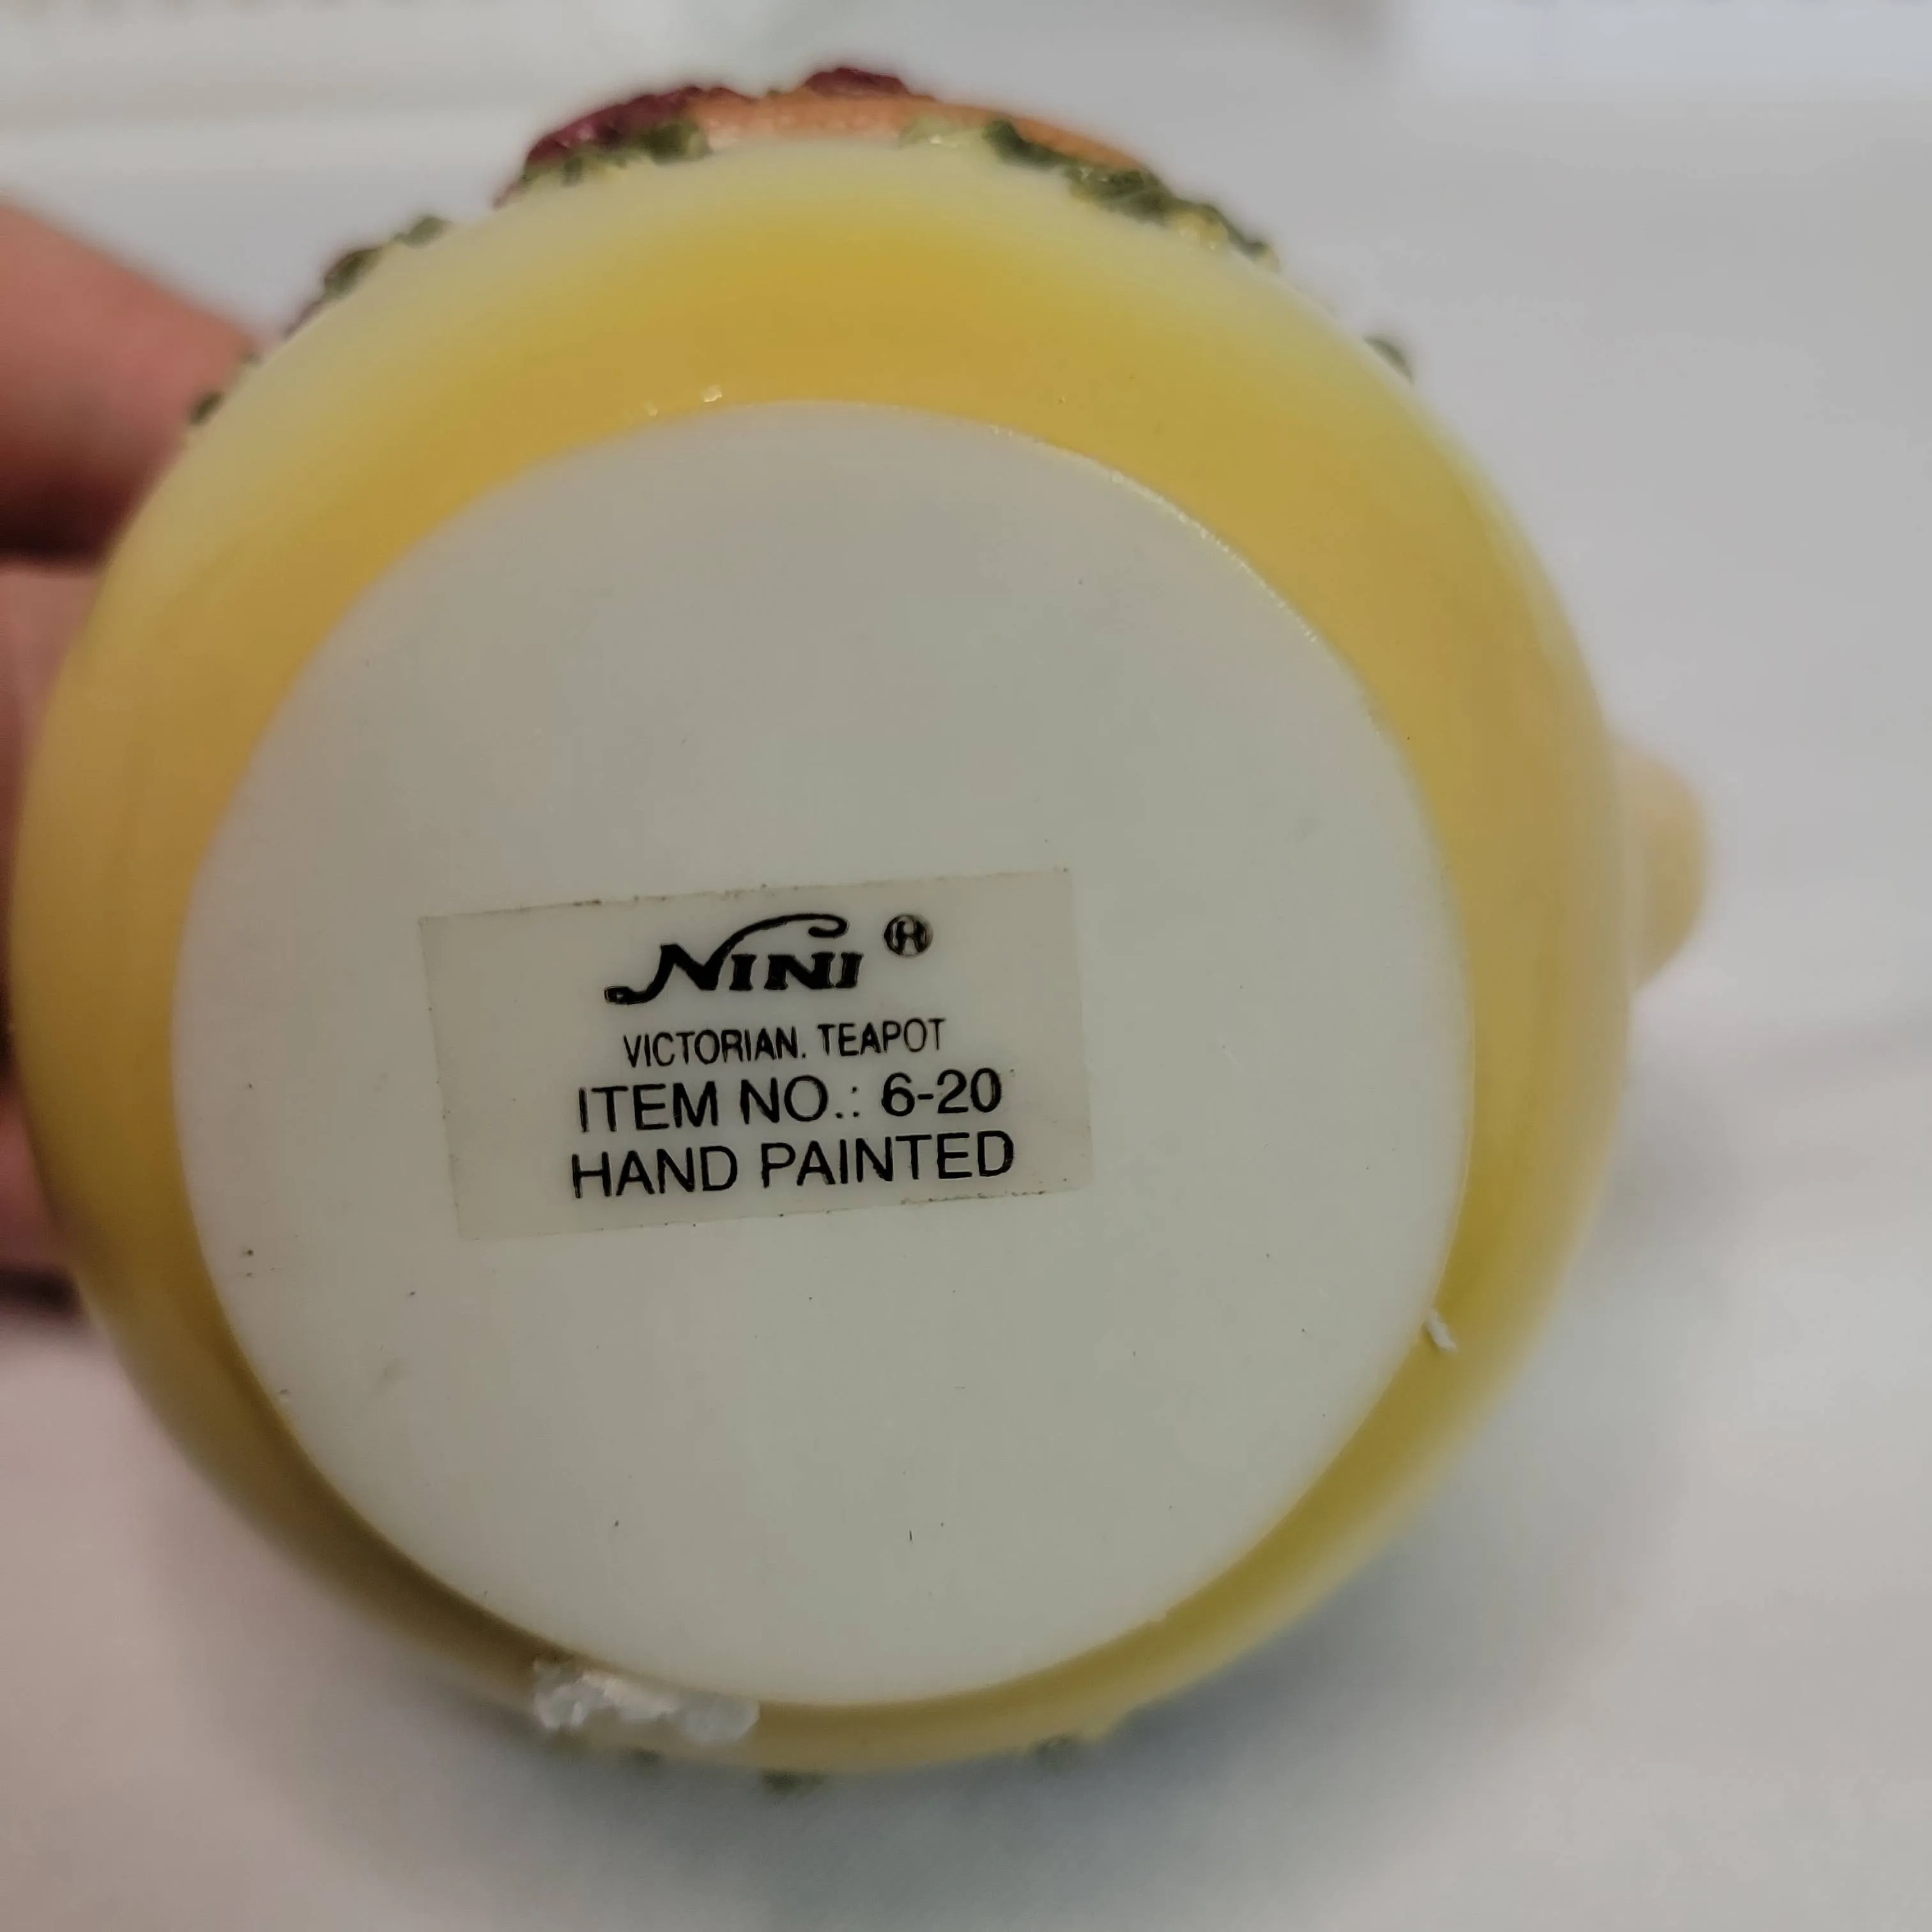 NINI ®
VICTORIAN. TEAPOT
ITEM NO.: 6-20
HAND PAINTED